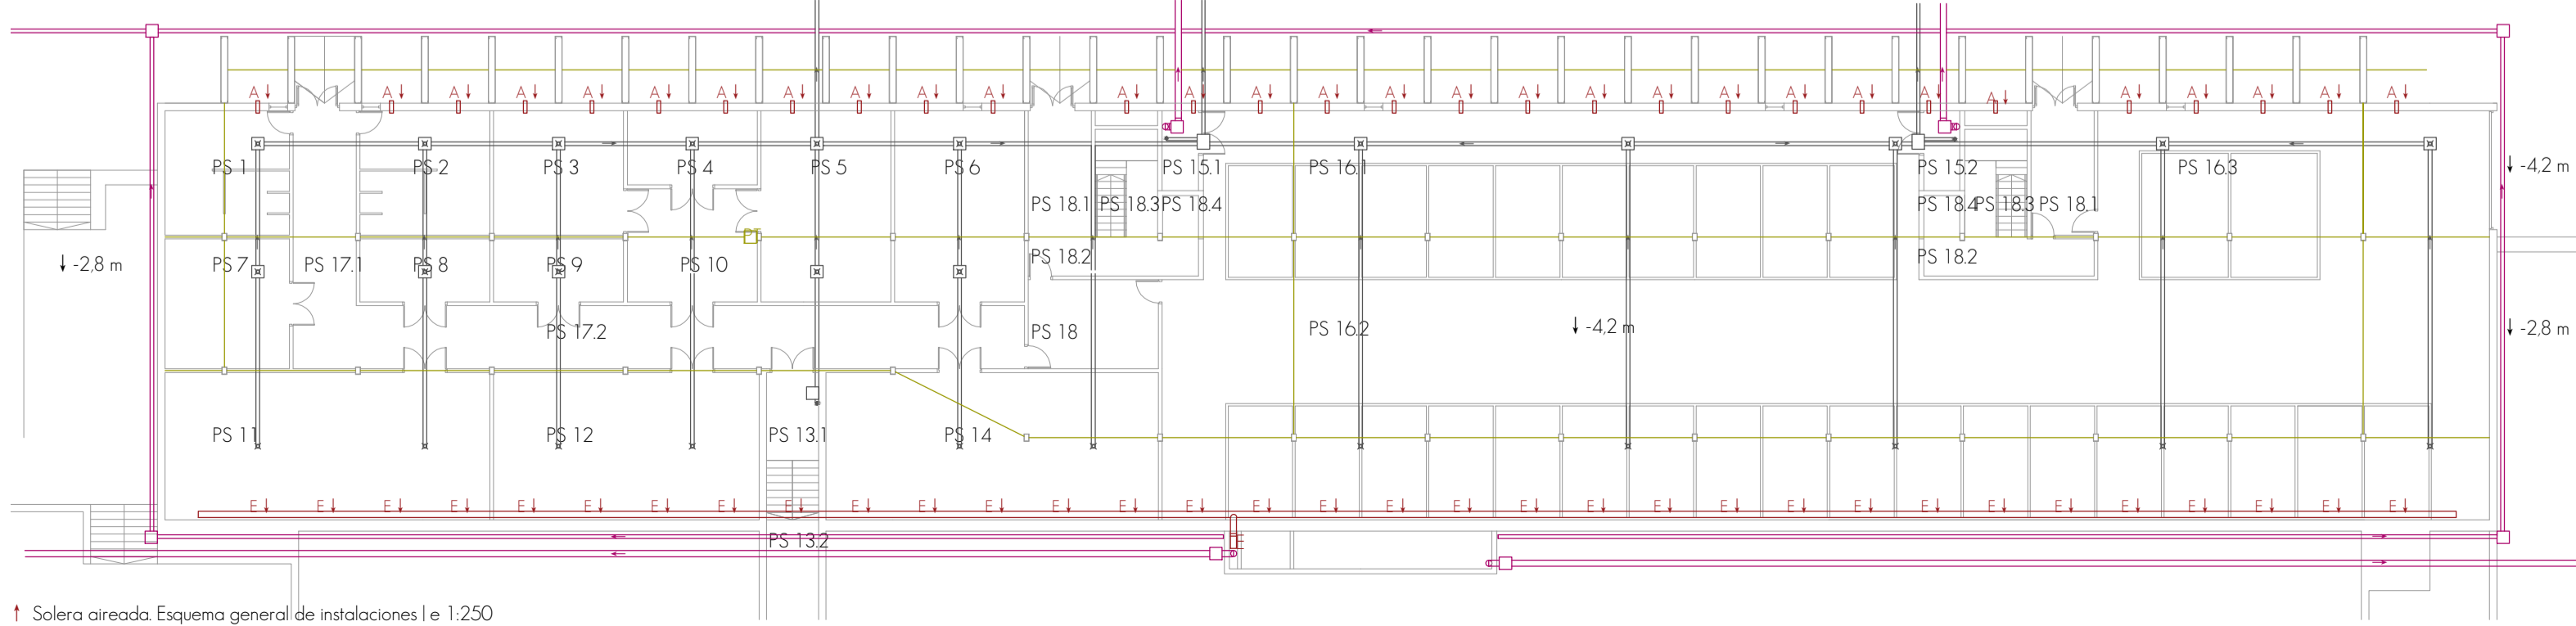 A A A A A A A A A A A A A A A A A A A A A A A A A A A A A A
PS 1 PS 2 PS 3 PS 4 PS 5 PS 6 PS 15.1 PS 16.1 PS 15.2 PS 16.3 -4,2 m
PS 18.1 PS 18.3 PS 18.4 PS 18.4 PS 18.3 PS 18.1
PT
PS 18.2 PS 18.2
-2,8 m PS 7 PS 17.1 PS 8 PS 9 PS 10
PS 17.2 PS 18 PS 16.2 -4,2 m -2,8 m
PS 11 PS 12 PS 13.1 PS 14
E E E E E E E E E E E E E E E E E E E E E E E E E E E E E E E E E
PS 13.2 E
Solera aireada. Esquema general de instalaciones | e 1:250